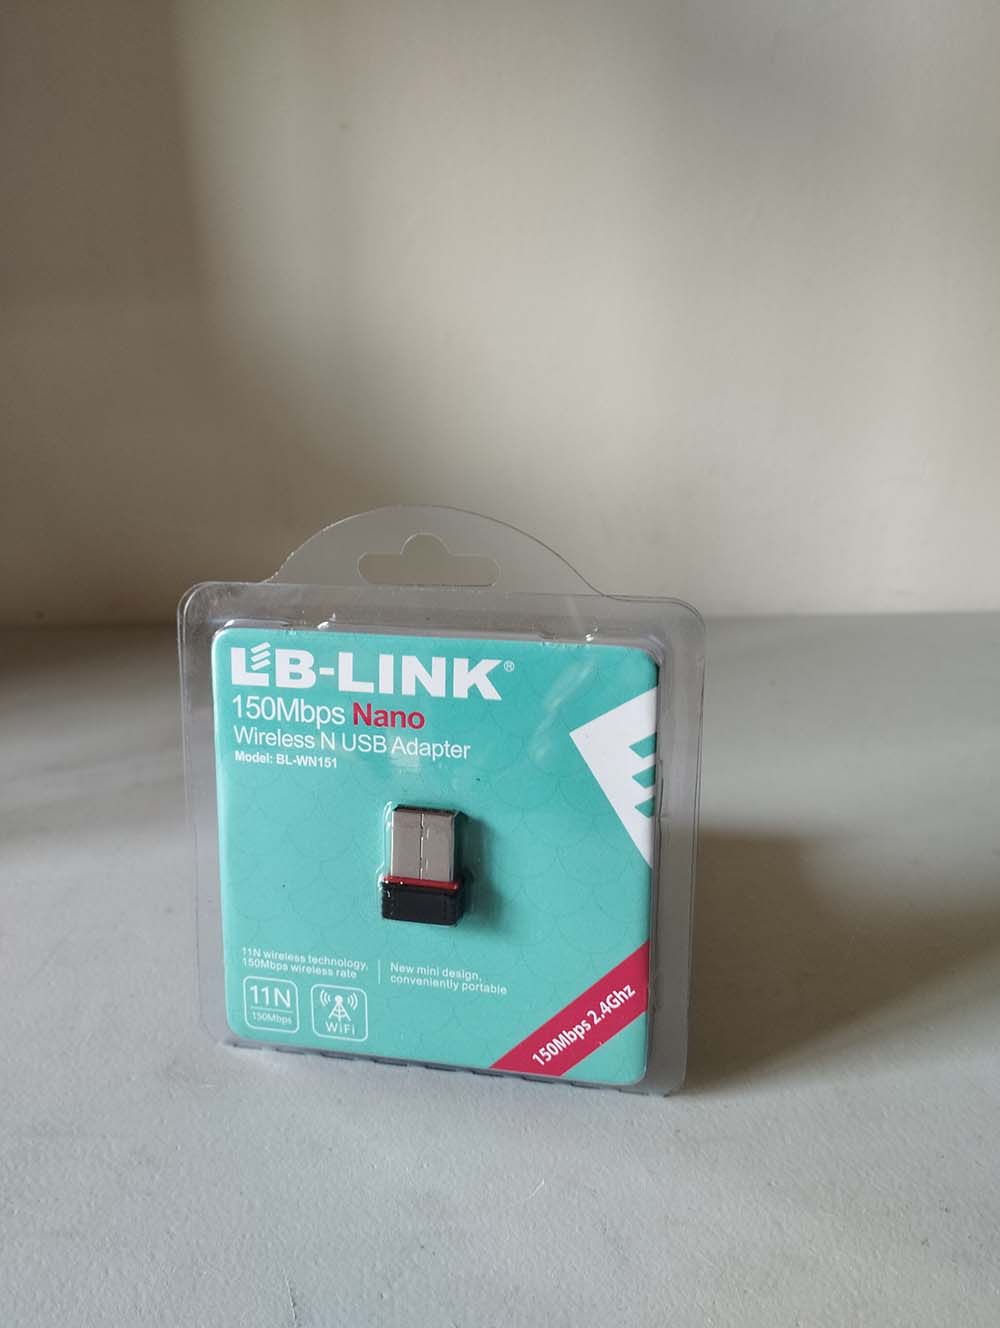 LB-LINK®
150Mbps Nano
Wireless N USB Adapter
Model: BL-WN151
11N wireless technology,
150Mbps wireless rate
New mini design,
conveniently portable
11N
150Mbps
WiFi
150Mbps 2.4Ghz